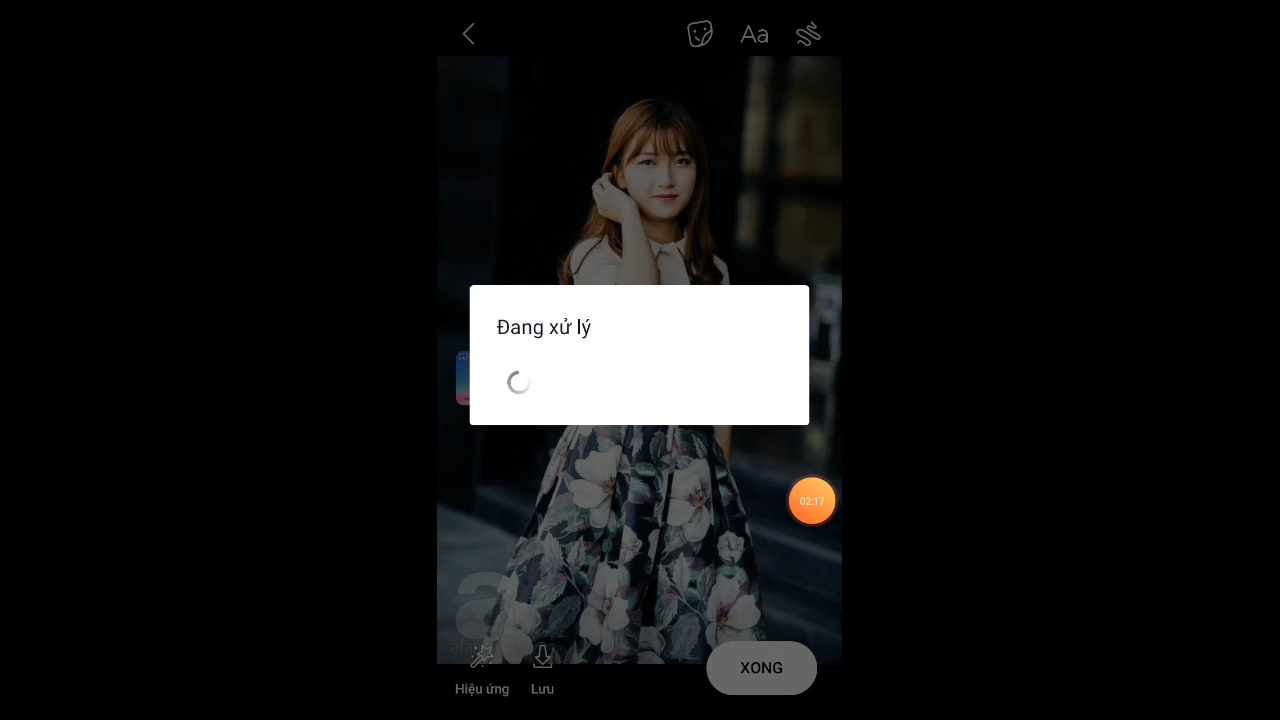 Aa
Đang xử lý
02:17
a
XONG
Hiệu ứng
Lưu